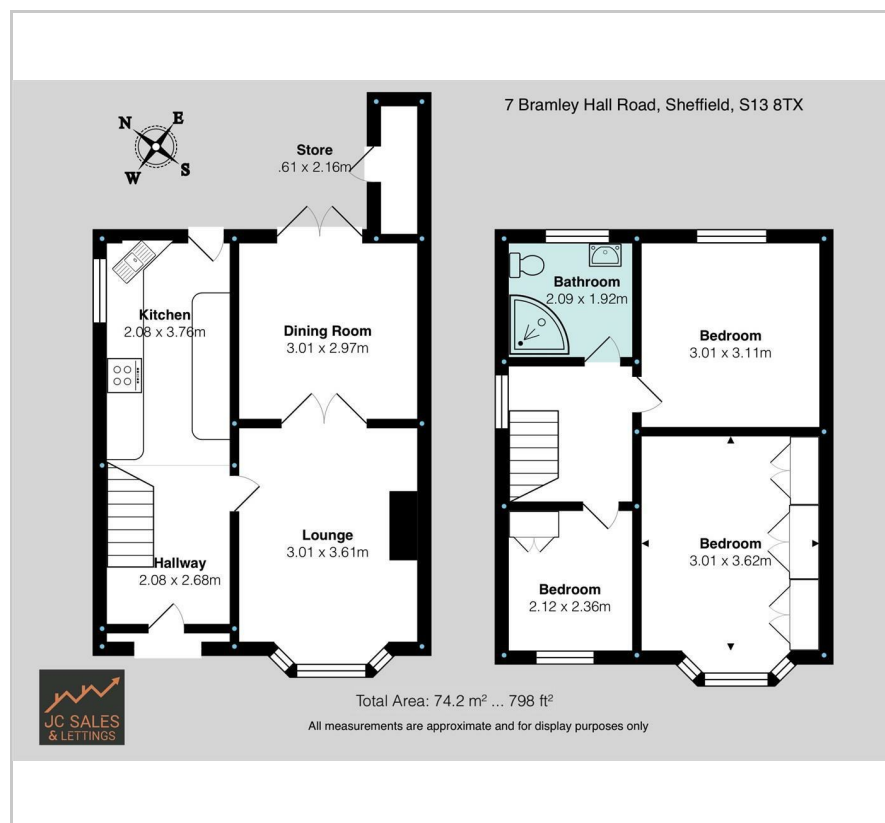 7 Bramley Hall Road, Sheffield, S13 8TX
N
E
S
W
Store
.61 x 2.16m
Kitchen
2.08 x 3.76m
Dining Room
3.01 x 2.97m
Lounge
3.01 x 3.61m
Hallway
2.08 x 2.68m
Bathroom
2.09 x 1.92m
Bedroom
3.01 x 3.11m
Bedroom
3.01 x 3.62m
Bedroom
2.12 x 2.36m
JC SALES
& LETTINGS
Total Area: 74.2 m² ... 798 ft²
All measurements are approximate and for display purposes only